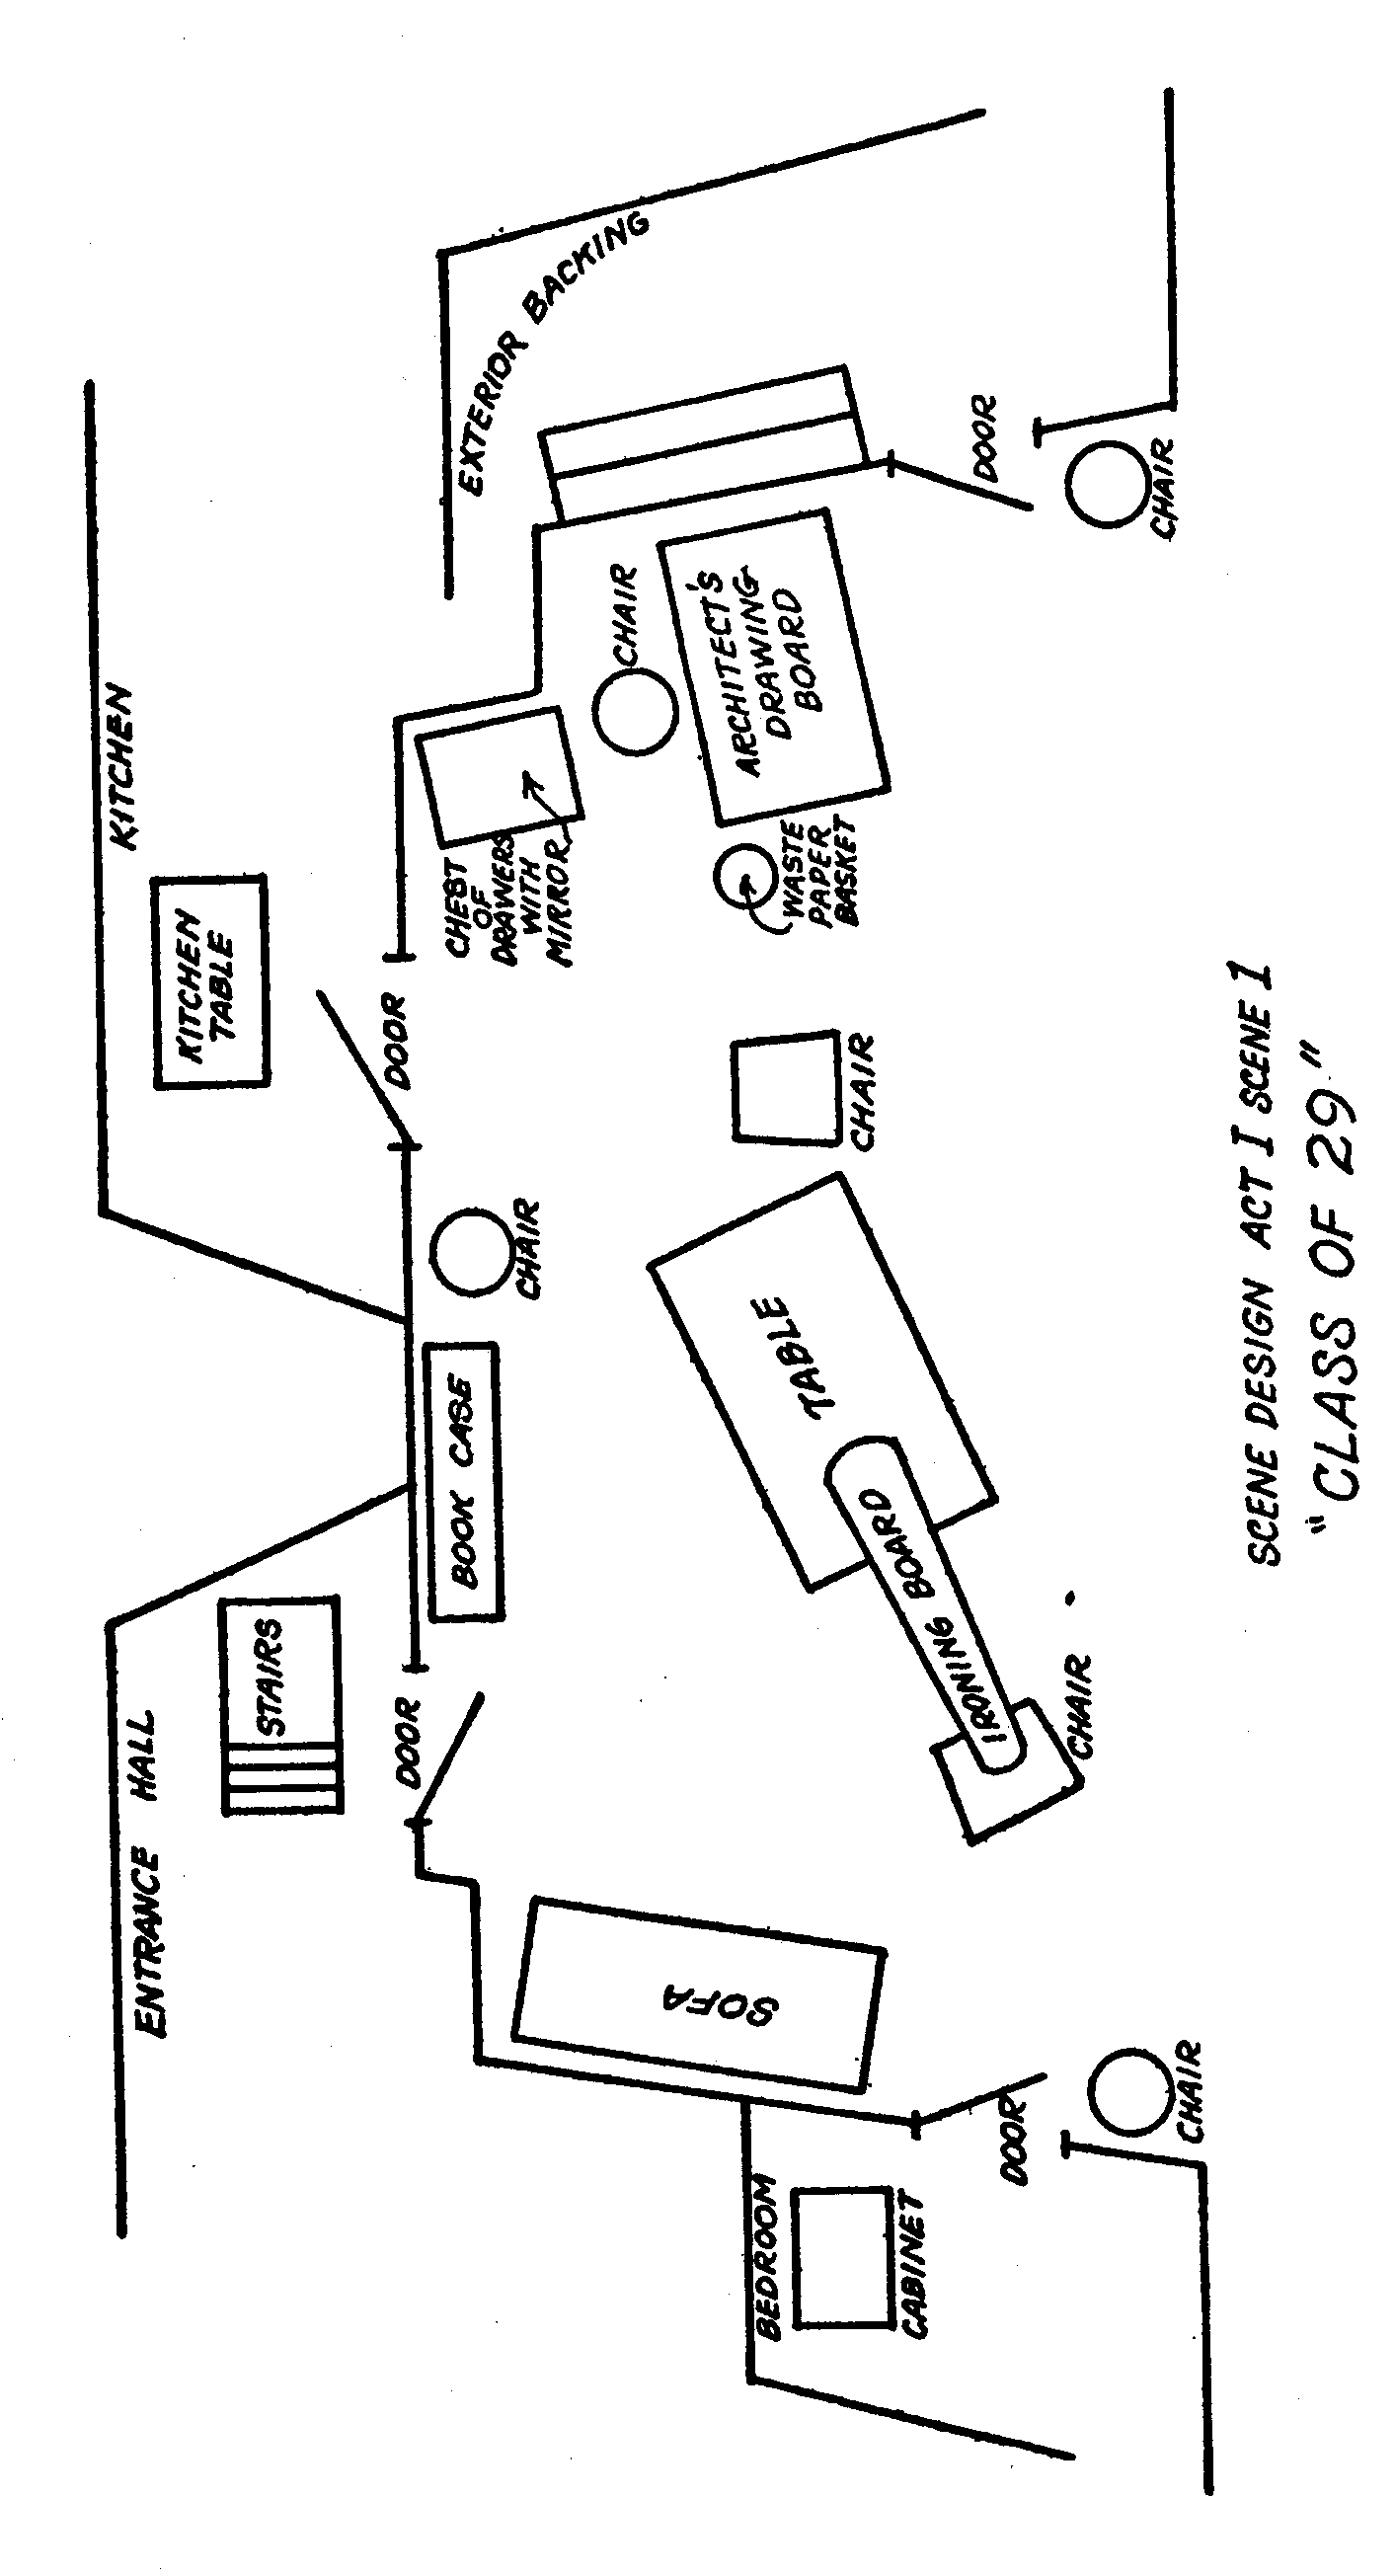 KITCHEN
KITCHEN
TABLE
ENTRANCE HALL
STAIRS
DOOR
DOOR
EXTERIOR BACKING
CHEST
OF
DRAWERS
WITH
MIRROR
CHAIR
BOOK CASE
CHAIR
ARCHITECT'S
DRAWING
BOARD
WASTE
PAPER
BASKET
CHAIR
TABLE
IRONING BOARD
CHAIR
SOFA
BEDROOM
CABINET
DOOR
CHAIR
DOOR
CHAIR
SCENE DESIGN ACT I SCENE 1
"CLASS OF 29"